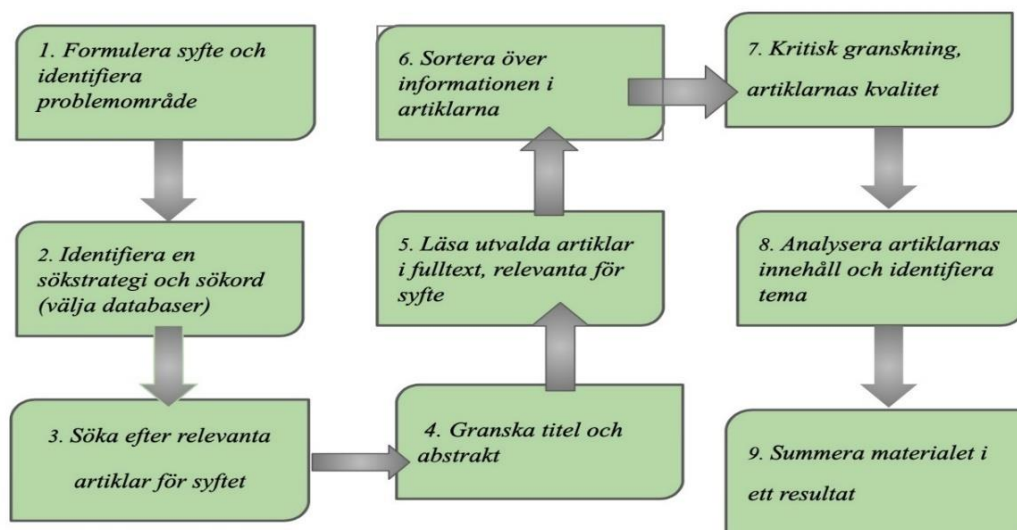 1. Formulera syfte och
identifiera
problemområde
2. Identifiera en
sökstrategi och sökord
(välja databaser)
3. Söka efter relevanta
artiklar för syftet
4. Granska titel och
abstrakt
5. Läsa utvalda artiklar
i fulltext, relevanta för
syfte
6. Sortera över
informationen i
artiklarna
7. Kritisk granskning,
artiklarnas kvalitet
8. Analysera artiklarnas
innehåll och identifiera
tema
9. Summera materialet i
ett resultat